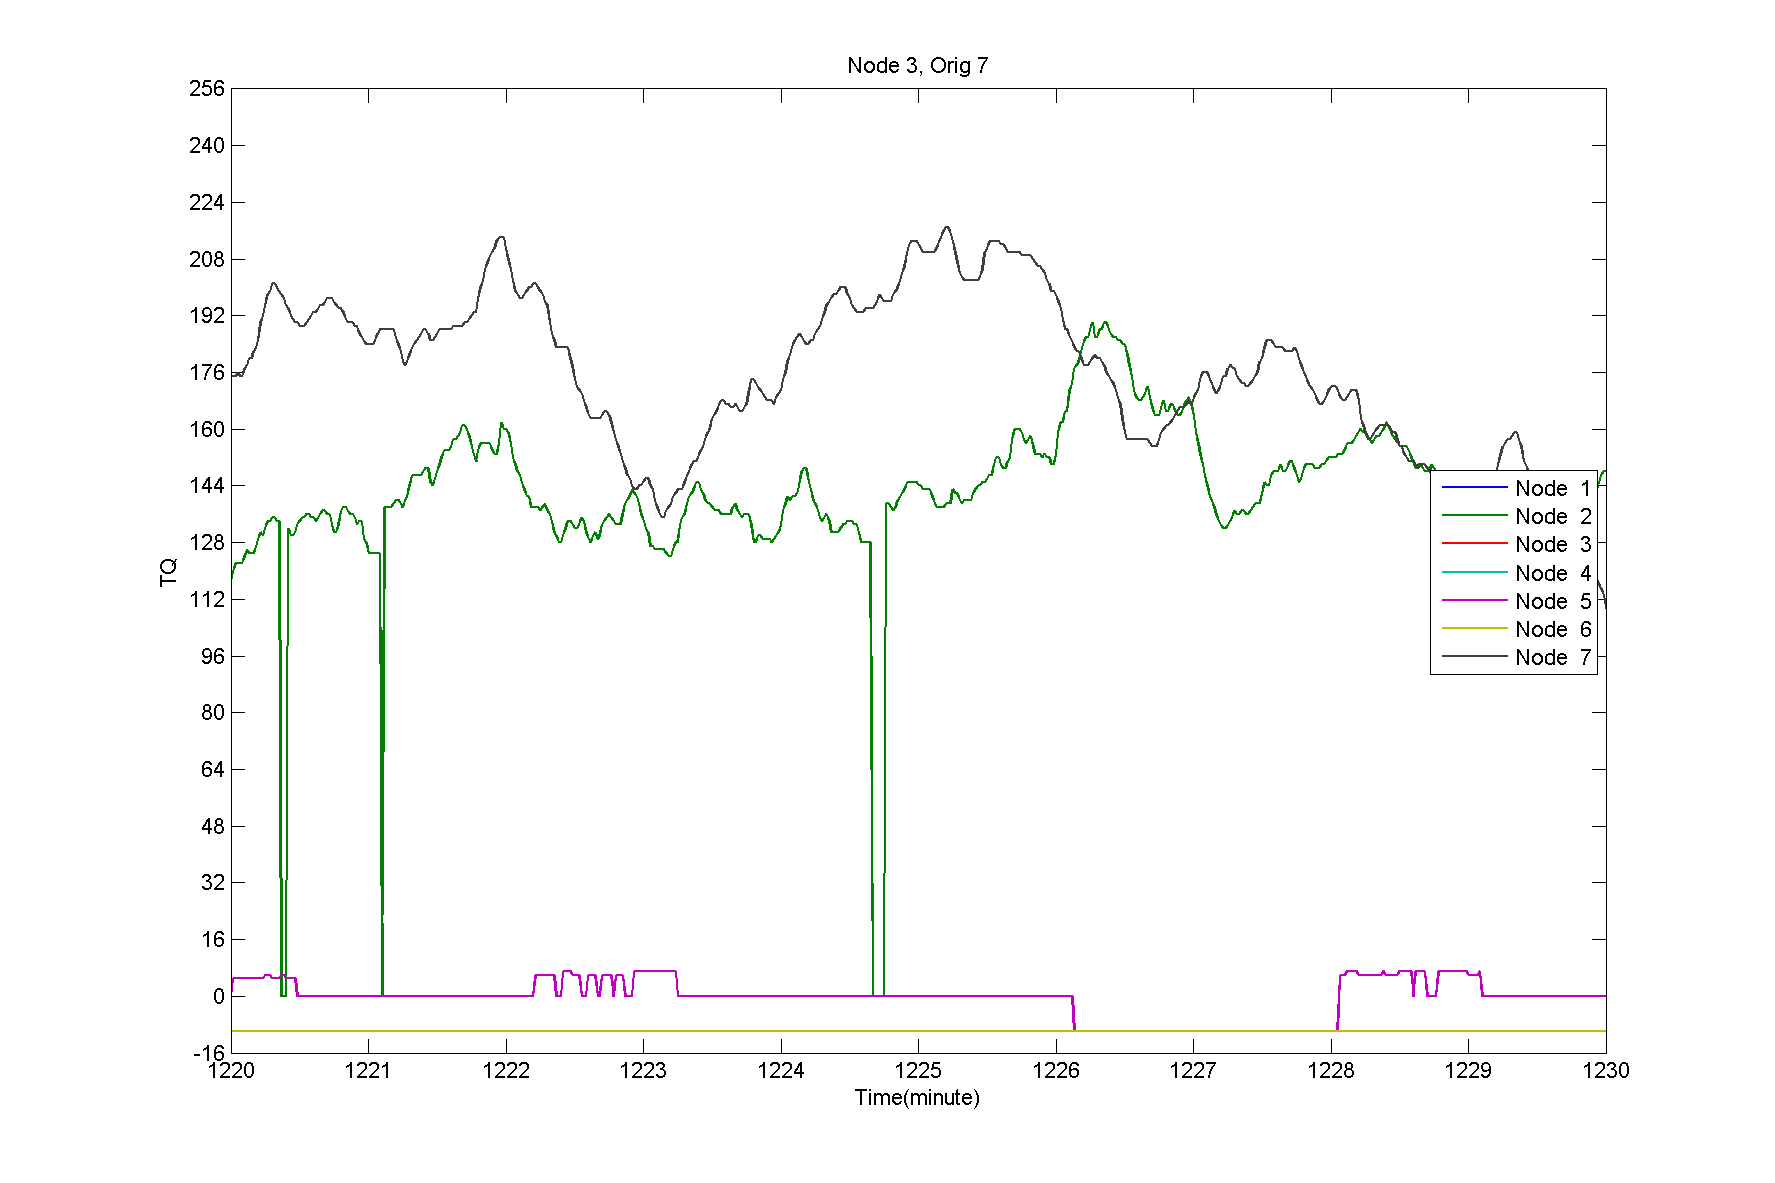 Node 3, Orig 7
256
240
224
208
192
176
160
144
128
112
96
80
64
48
32
16
0
-16
TQ
Node 1
Node 2
Node 3
Node 4
Node 5
Node 6
Node 7
1220 1221 1222 1223 1224 1225 1226 1227 1228 1229 1230
Time(minute)